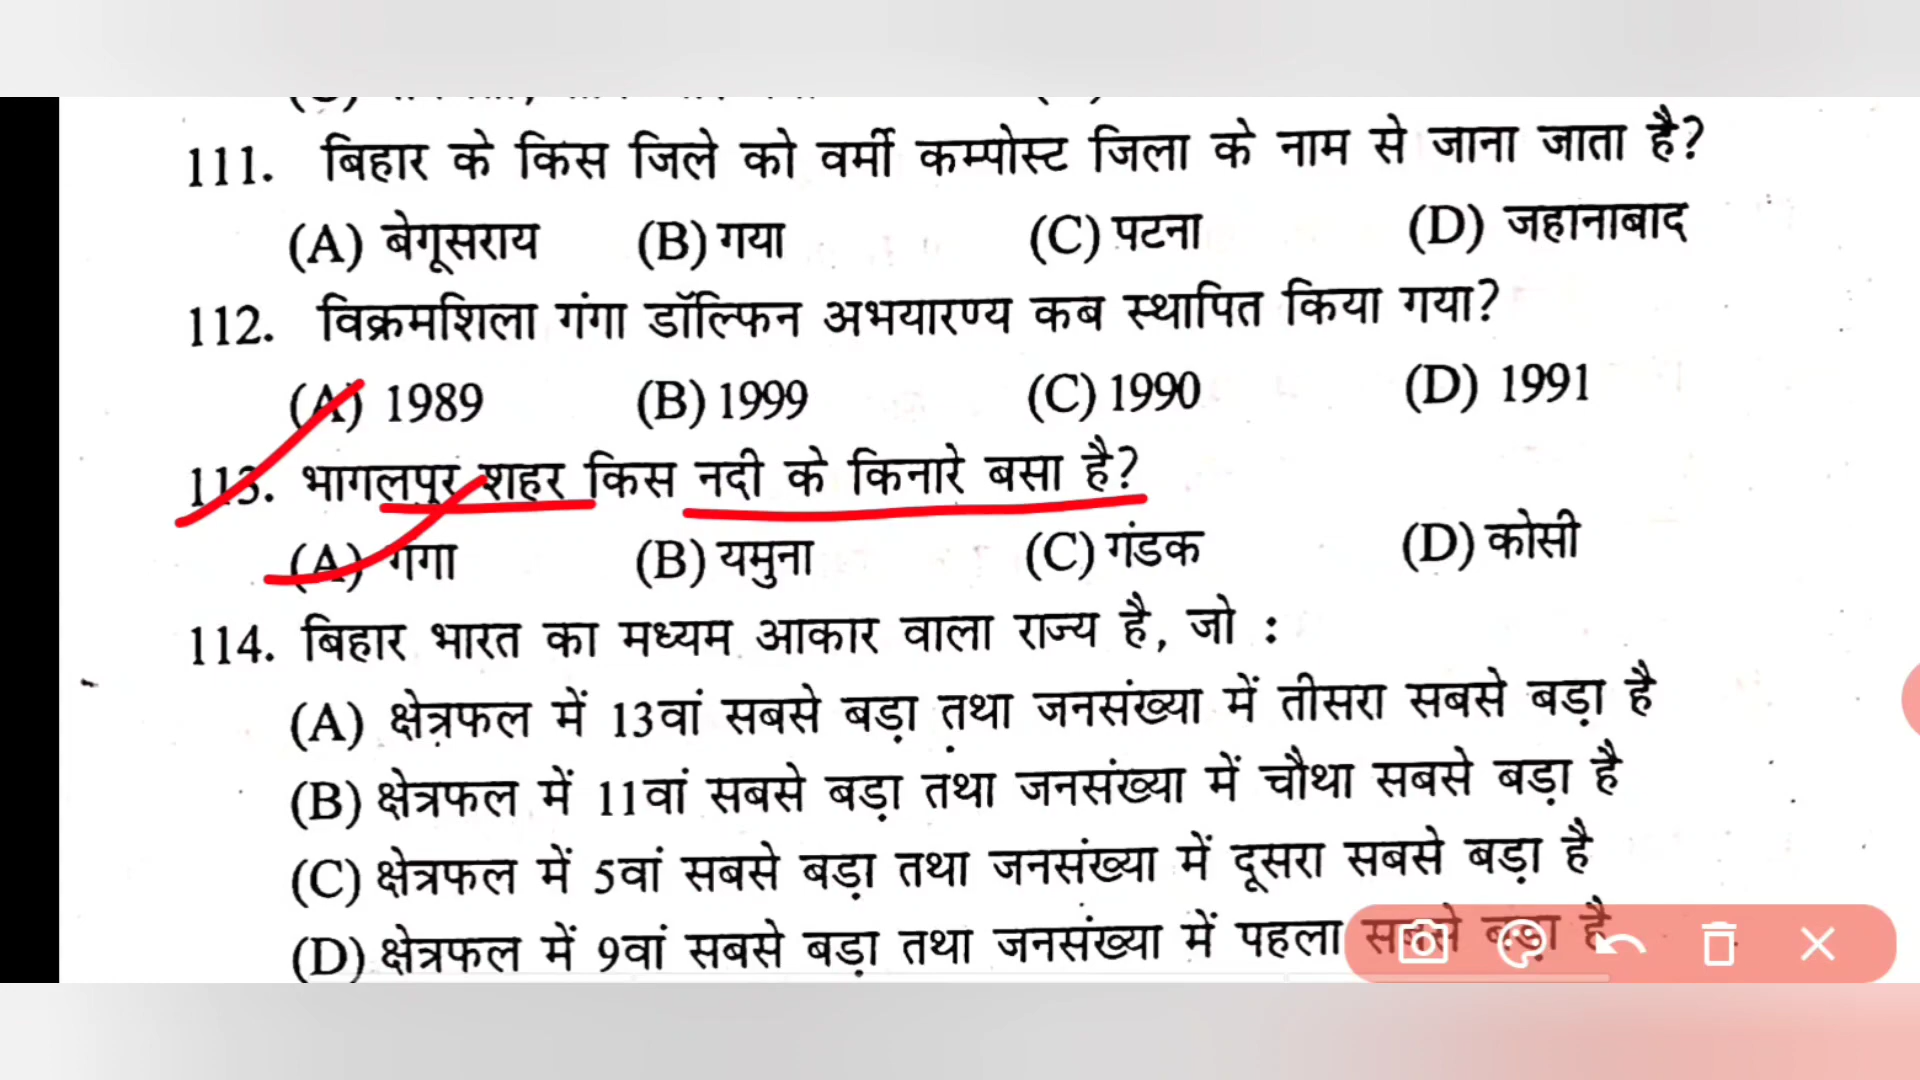 111. बिहार के किस जिले को वर्मी कम्पोस्ट जिला के नाम से जाना जाता है?
(A) बेगूसराय (B) गया (C) पटना (D) जहानाबाद
112. विक्रमशिला गंगा डॉल्फिन अभयारण्य कब स्थापित किया गया?
(A) 1989 (B) 1999 (C) 1990 (D) 1991
113. भागलपुर शहर किस नदी के किनारे बसा है?
(A) गंगा (B) यमुना (C) गंडक (D) कोसी
114. बिहार भारत का मध्यम आकार वाला राज्य है, जो :
(A) क्षेत्रफल में 13वां सबसे बड़ा तथा जनसंख्या में तीसरा सबसे बड़ा है
(B) क्षेत्रफल में 11वां सबसे बड़ा तथा जनसंख्या में चौथा सबसे बड़ा है
(C) क्षेत्रफल में 5वां सबसे बड़ा तथा जनसंख्या में दूसरा सबसे बड़ा है
(D) क्षेत्रफल में 9वां सबसे बड़ा तथा जनसंख्या में पहला सबसे बड़ा है